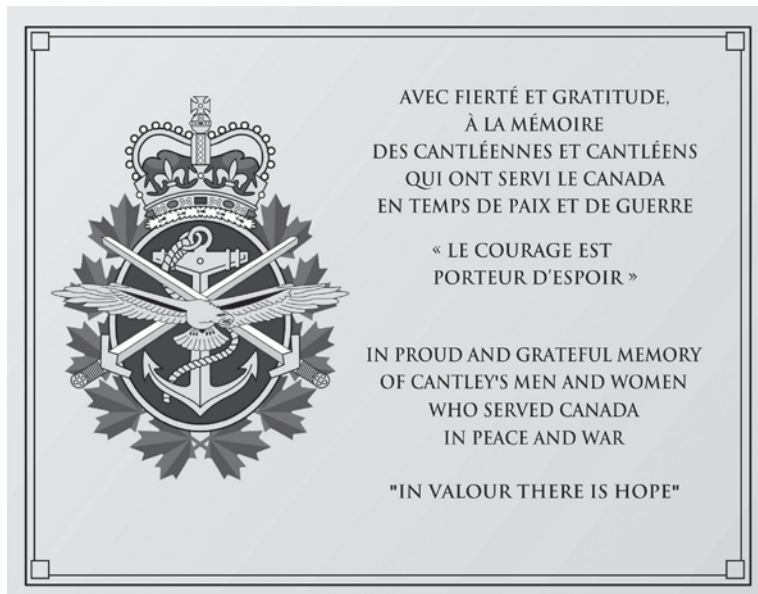 AVEC FIERTÉ ET GRATITUDE,
À LA MÉMOIRE
DES CANTLÉENNES ET CANTLÉENS
QUI ONT SERVI LE CANADA
EN TEMPS DE PAIX ET DE GUERRE
« LE COURAGE EST
PORTEUR D'ESPOIR »
IN PROUD AND GRATEFUL MEMORY
OF CANTLEY'S MEN AND WOMEN
WHO SERVED CANADA
IN PEACE AND WAR
"IN VALOUR THERE IS HOPE"